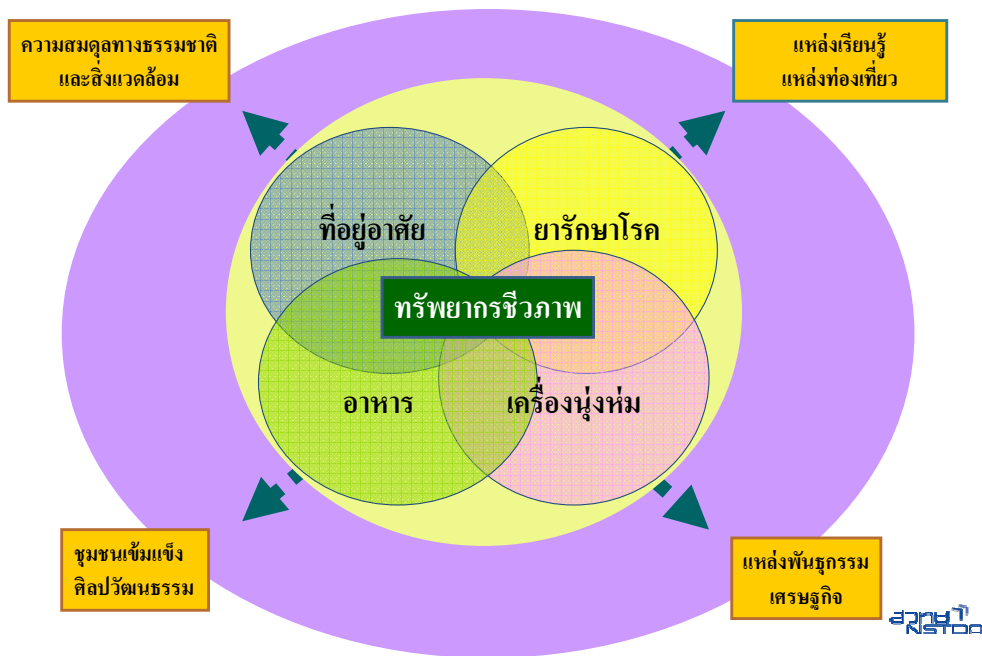 ความสมดุลทางธรรมชาติ
และสิ่งแวดล้อม
แหล่งเรียนรู้
แหล่งท่องเที่ยว
ที่อยู่อาศัย
ยารักษาโรค
ทรัพยากรชีวภาพ
อาหาร
เครื่องนุ่งห่ม
ชุมชนเข้มแข็ง
ศิลปวัฒนธรรม
แหล่งพันธุกรรม
เศรษฐกิจ
สวทช
NSTDA